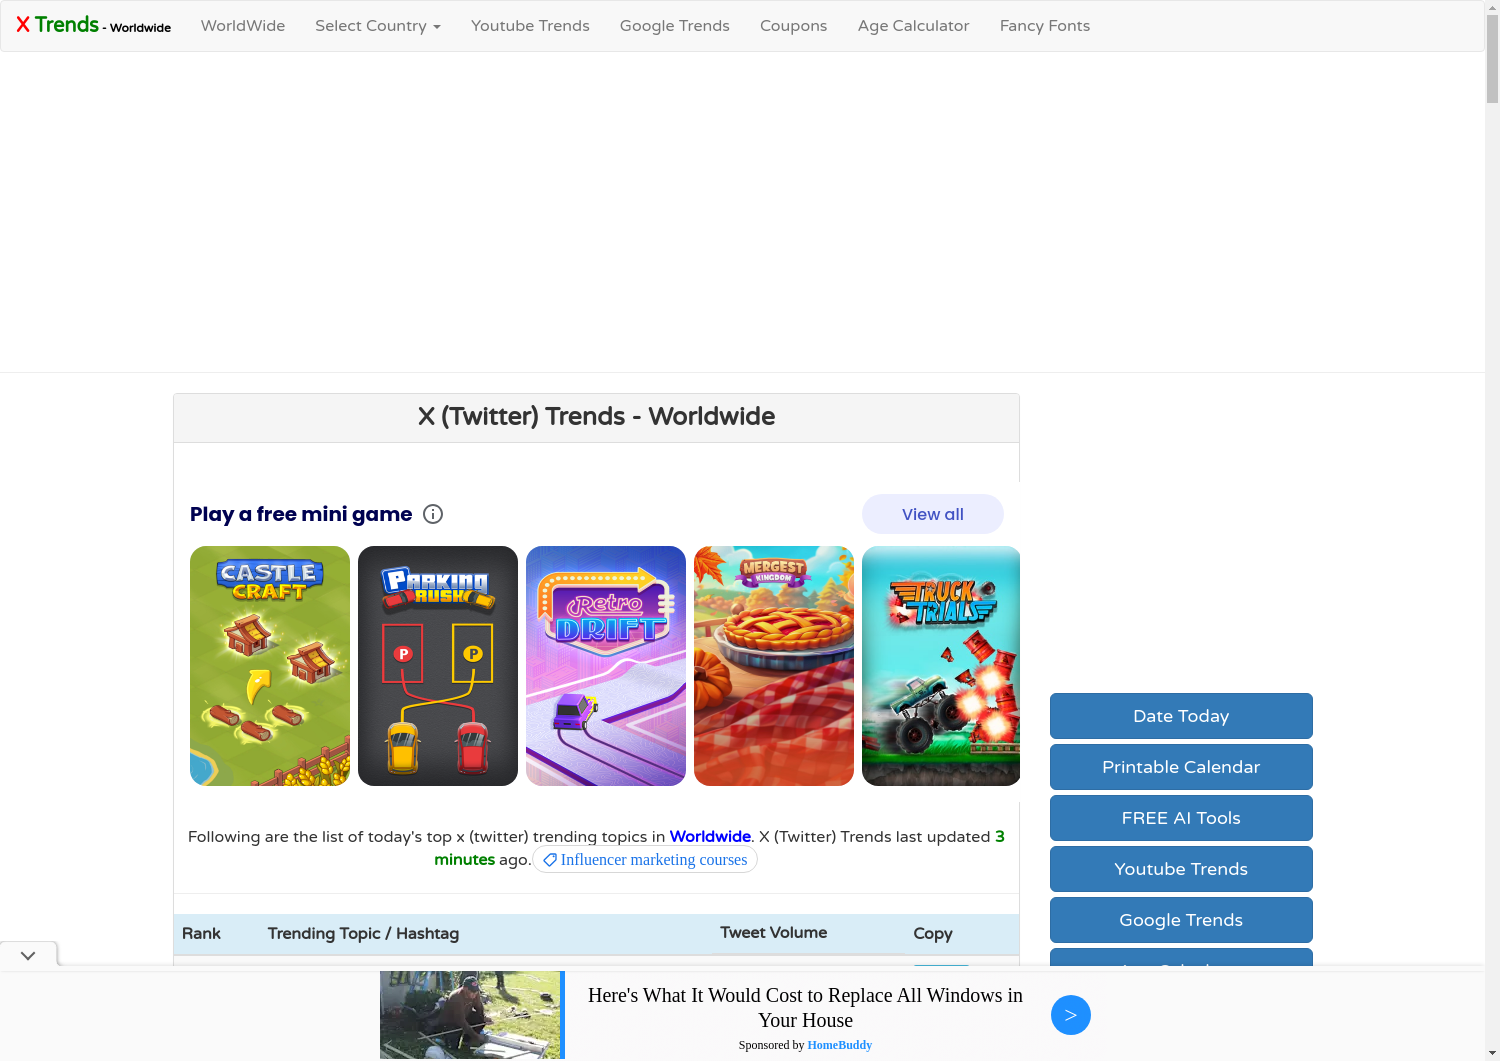 X Trends - Worldwide WorldWide Select Country Youtube Trends Google Trends Coupons Age Calculator Fancy Fonts
X (Twitter) Trends - Worldwide
Play a free mini game
View all
CASTLE
CRAFT
PARKING
RUSH
P P
Retro
DRIFT
MERGEST
KINGDOM
TRUCK
TRIALS
Following are the list of today's top x (twitter) trending topics in Worldwide. X (Twitter) Trends last updated 3
minutes ago. Influencer marketing courses
Rank Trending Topic / Hashtag Tweet Volume Copy
Date Today
Printable Calendar
FREE AI Tools
Youtube Trends
Google Trends
Here's What It Would Cost to Replace All Windows in
Your House
Sponsored by HomeBuddy
>